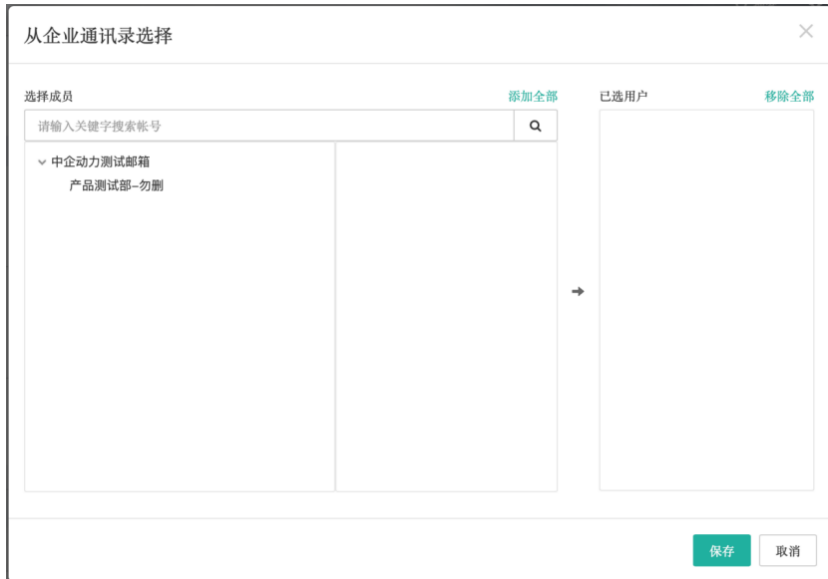 从企业通讯录选择
选择成员
添加全部
已选用户
移除全部
请输入关键字搜索帐号
中企动力测试邮箱
产品测试部-勿删
保存
取消